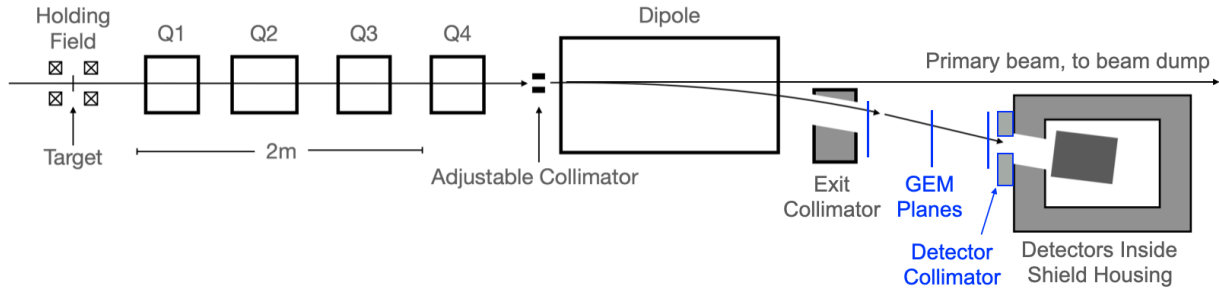 Holding
Field
Q1
Q2
Q3
Q4
Dipole
Primary beam, to beam dump
Target
2m
Adjustable Collimator
Exit
Collimator
GEM
Planes
Detector
Collimator
Detectors Inside
Shield Housing